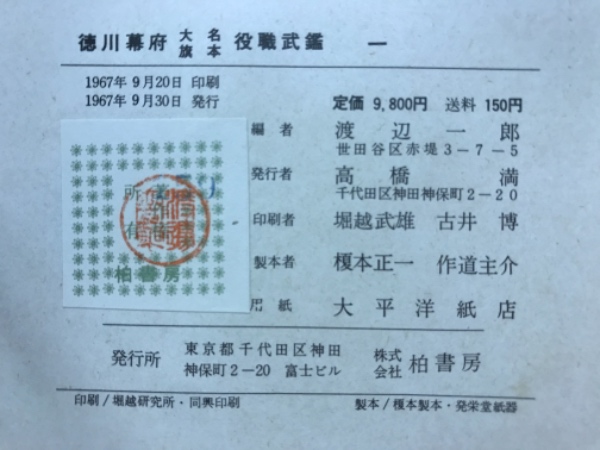 徳川幕府 大名 旗本 役職武鑑 一
1967年9月20日 印刷
1967年9月30日 発行
定価 9,800円 送料 150円
編者 渡辺一郎
世田谷区赤堤3-7-5
発行者 高橋満
千代田区神田神保町2-20
印刷者 堀越武雄 古井 博
製本者 榎本正一 作道主介
用紙 大平洋紙店
所
有
柏書房
発行所 東京都千代田区神田
神保町2-20 富士ビル
株式会社 柏書房
印刷/堀越研究所・同興印刷
製本/榎本製本・発栄堂紙器